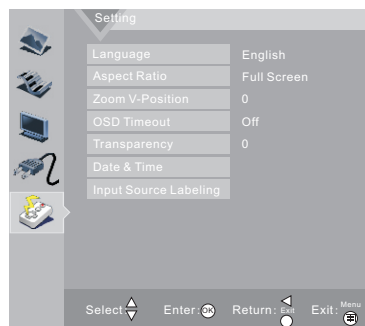 Setting
Language English
Aspect Ratio Full Screen
Zoom V-Position 0
OSD Timeout Off
Transparency 0
Date & Time
Input Source Labeling
Select: Enter: OK Return: Exit Exit: Menu